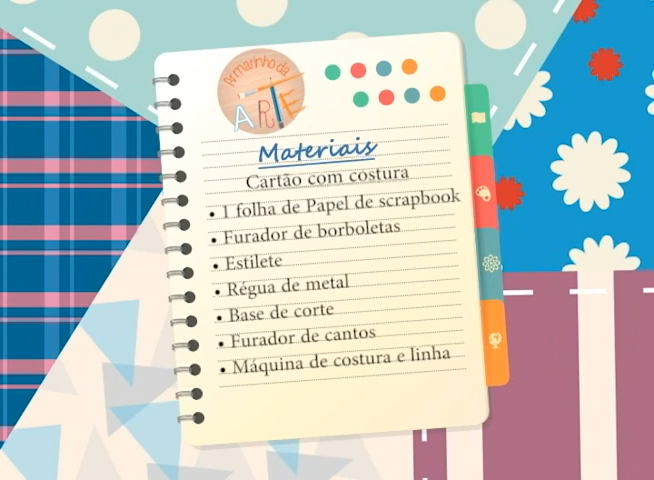 Armarinho da
ARTE
Materiais
Cartão com costura
• 1 folha de Papel de scrapbook
• Furador de borboletas
• Estilete
• Régua de metal
• Base de corte
• Furador de cantos
• Máquina de costura e linha